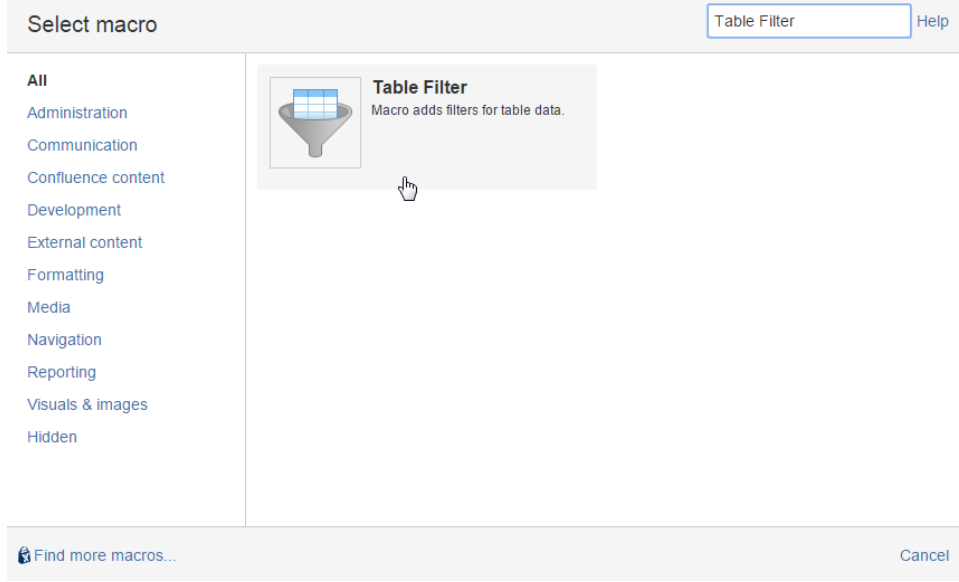 Select macro
Table Filter
Help
All
Administration
Communication
Confluence content
Development
External content
Formatting
Media
Navigation
Reporting
Visuals & images
Hidden
Table Filter
Macro adds filters for table data.
Find more macros...
Cancel